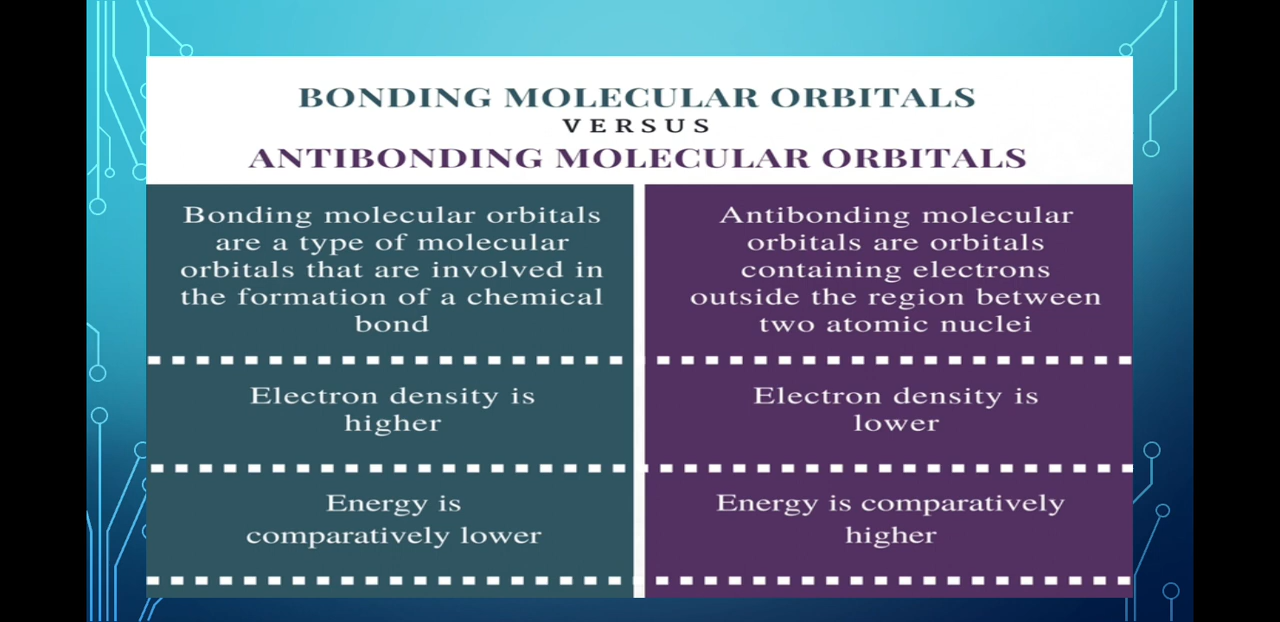 BONDING MOLECULAR ORBITALS
VERSUS
ANTIBONDING MOLECULAR ORBITALS
Bonding molecular orbitals
are a type of molecular
orbitals that are involved in
the formation of a chemical
bond
Antibonding molecular
orbitals are orbitals
containing electrons
outside the region between
two atomic nuclei
Electron density is
higher
Electron density is
lower
Energy is
comparatively lower
Energy is comparatively
higher